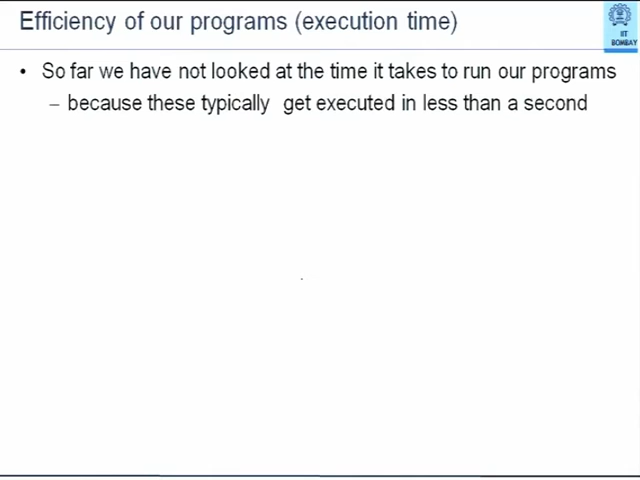 Efficiency of our programs (execution time)
IIT
BOMBAY
• So far we have not looked at the time it takes to run our programs
– because these typically get executed in less than a second